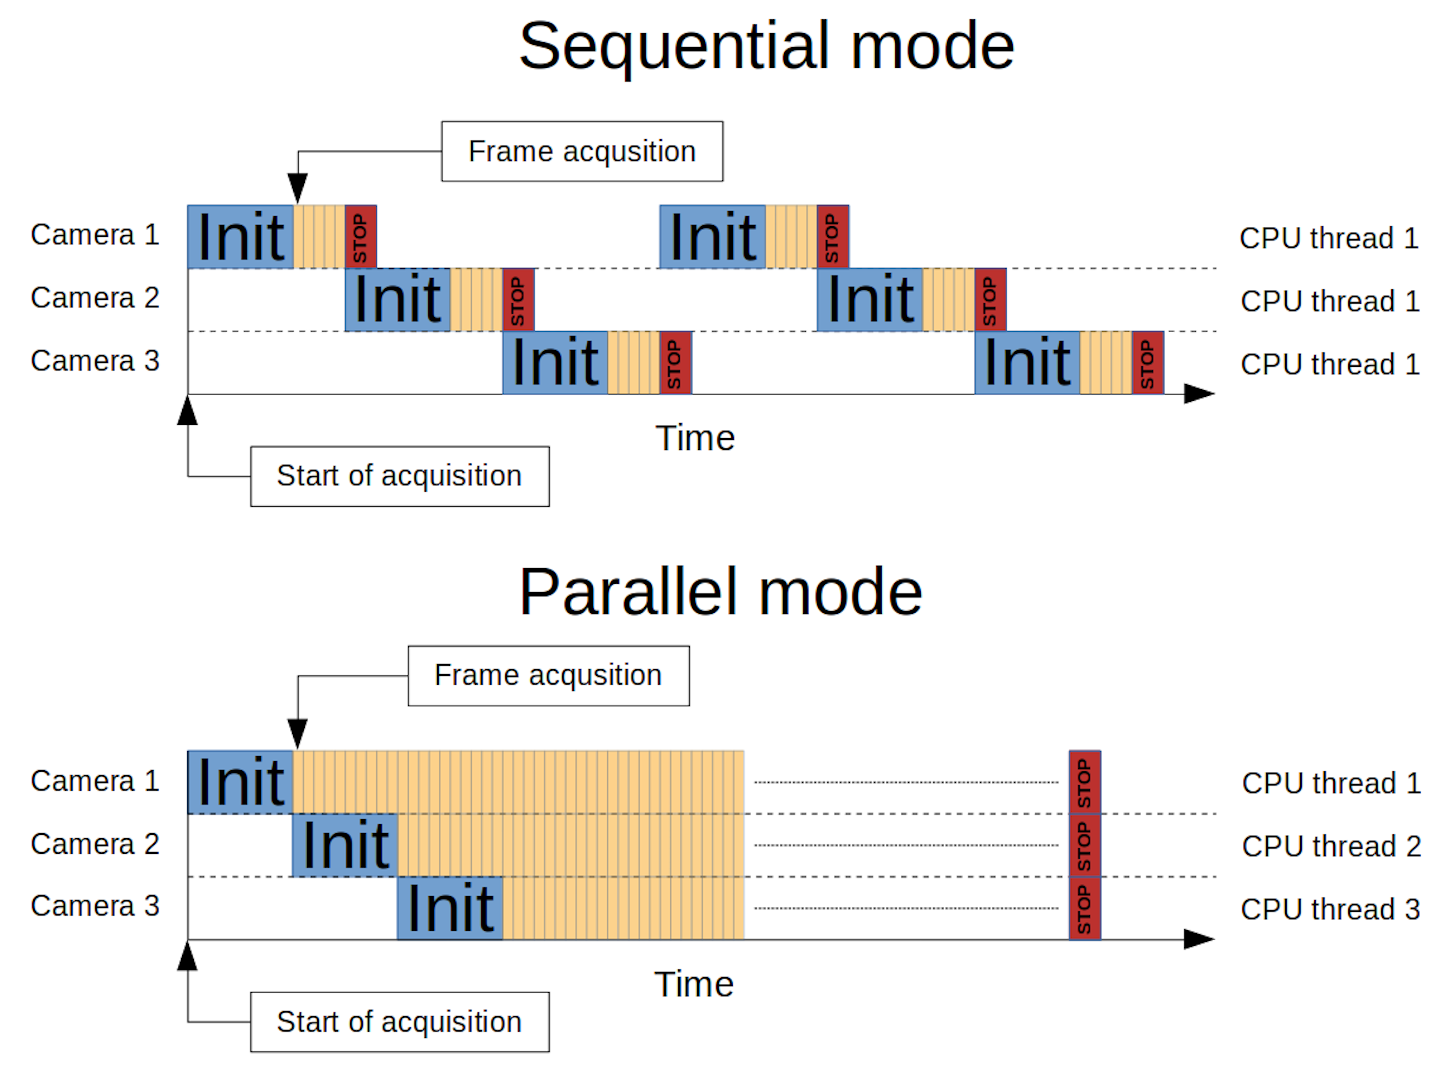 Sequential mode
Frame acqusition
Camera 1 Init STOP Init STOP CPU thread 1
Camera 2 Init STOP Init STOP CPU thread 1
Camera 3 Init STOP Init STOP CPU thread 1
Time
Start of acquisition
Parallel mode
Frame acqusition
Camera 1 Init STOP CPU thread 1
Camera 2 Init STOP CPU thread 2
Camera 3 Init STOP CPU thread 3
Time
Start of acquisition